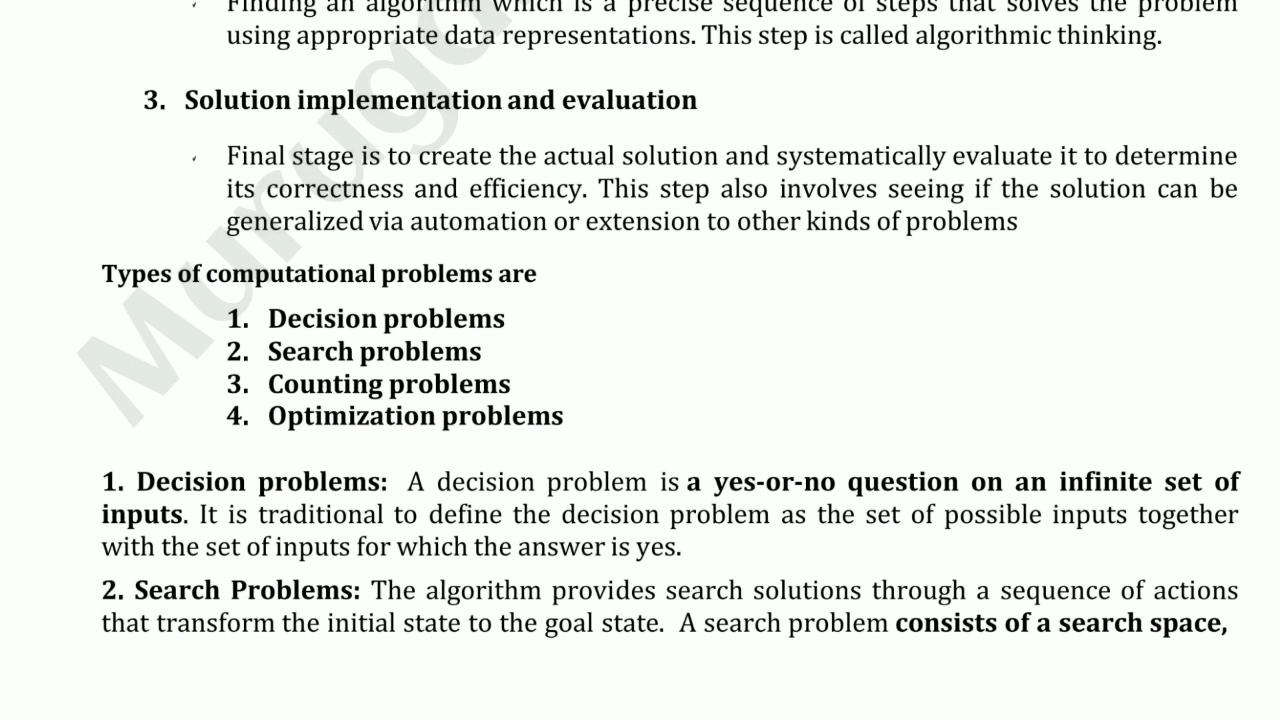 Finding an algorithm which is a precise sequence of steps that solves the problem
using appropriate data representations. This step is called algorithmic thinking.
3. Solution implementation and evaluation
Final stage is to create the actual solution and systematically evaluate it to determine
its correctness and efficiency. This step also involves seeing if the solution can be
generalized via automation or extension to other kinds of problems
Types of computational problems are
1. Decision problems
2. Search problems
3. Counting problems
4. Optimization problems
1. Decision problems: A decision problem is a yes-or-no question on an infinite set of
inputs. It is traditional to define the decision problem as the set of possible inputs together
with the set of inputs for which the answer is yes.
2. Search Problems: The algorithm provides search solutions through a sequence of actions
that transform the initial state to the goal state. A search problem consists of a search space,